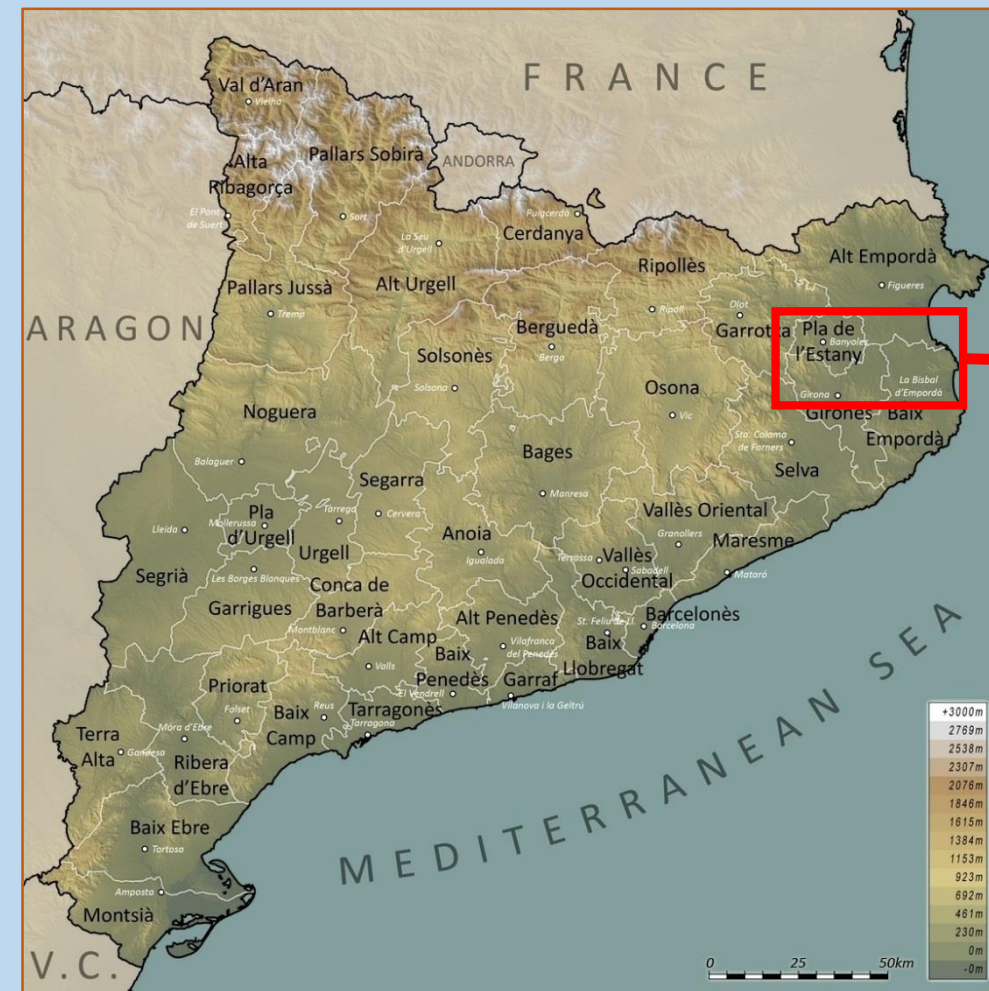 FRANCE
Val d'Aran
Vielha
Pallars Sobirà
ANDORRA
Alta
Ribagorça
El Pont
de Suert
Sort
La Seu
d'Urgell
Puigcerdà
Cerdanya
Alt Empordà
Figueres
Ripollès
Ripoll
Pallars Jussà
Tremp
Alt Urgell
ARAGON
Berguedà
Berga
Olot
Garrotxa
Pla de
l'Estany
Banyoles
Solsonès
Solsona
Osona
Vic
La Bisbal
d'Empordà
Girona
Gironès
Baix
Empordà
Noguera
Balaguer
Sta. Coloma
de Farners
Selva
Bages
Manresa
Segarra
Cervera
Tàrrega
Pla
d'Urgell
Mollerussa
Lleida
Urgell
Anoia
Igualada
Vallès Oriental
Granollers
Maresme
Mataró
Terrassa
Vallès
Occidental
Sabadell
Segrià
Les Borges Blanques
Garrigues
Conca de
Barberà
Montblanc
Alt Penedès
Vilafranca
del Penedès
St. Feliu de Ll.
Barcelonès
Barcelona
Baix
Llobregat
Alt Camp
Valls
Baix
Penedès
El Vendrell
Garraf
Vilanova i la Geltrú
Priorat
Falset
Reus
Baix
Camp
Tarragonès
Tarragona
Terra
Alta
Gandesa
Móra d'Ebre
Ribera
d'Ebre
Baix Ebre
Tortosa
Amposta
Montsià
V.C.
MEDITERRANEAN SEA
+3000m
2769m
2538m
2307m
2076m
1846m
1615m
1384m
1153m
923m
692m
461m
230m
0m
-0m
0 25 50km